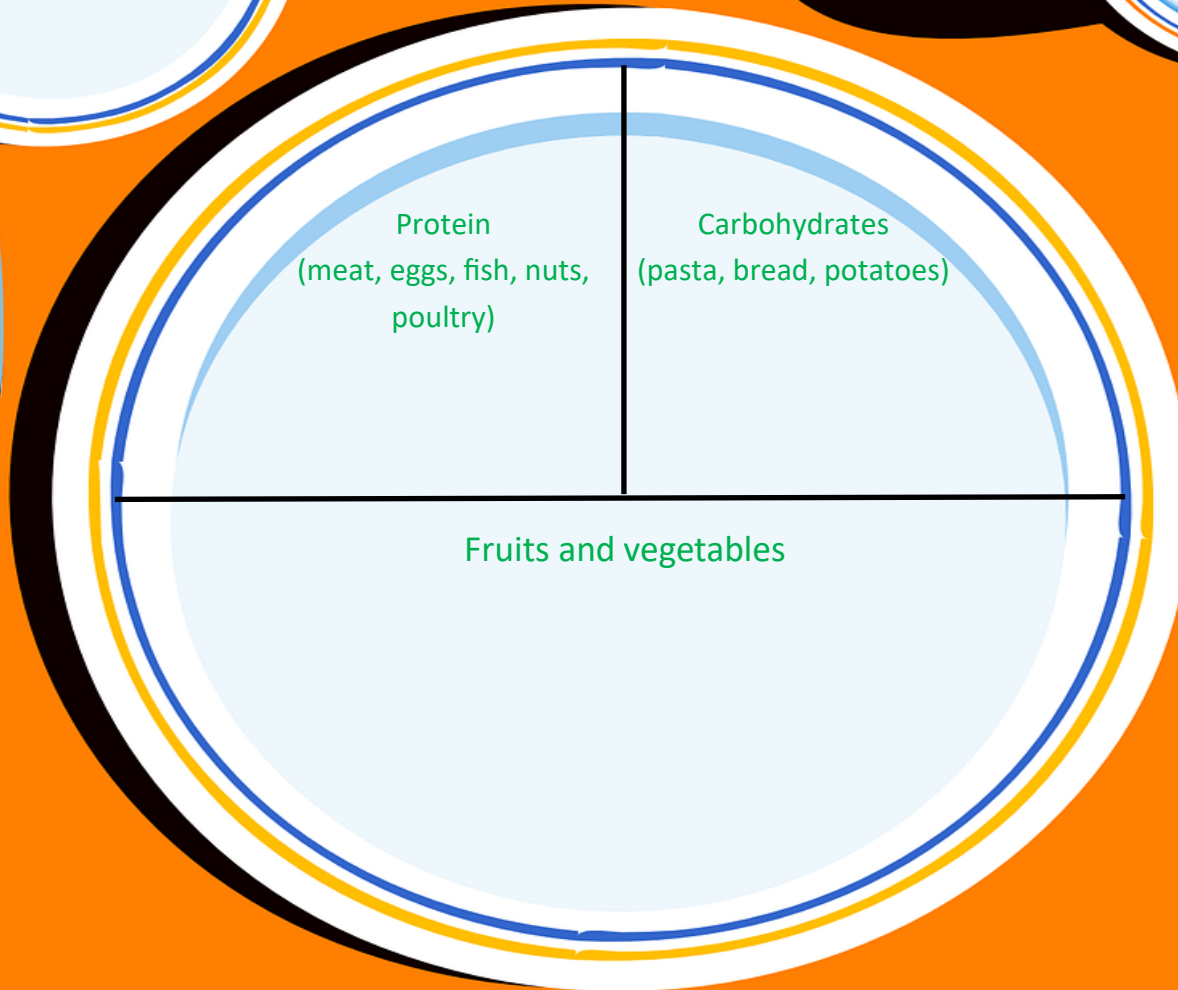 Protein
(meat, eggs, fish, nuts,
poultry)
Carbohydrates
(pasta, bread, potatoes)
Fruits and vegetables